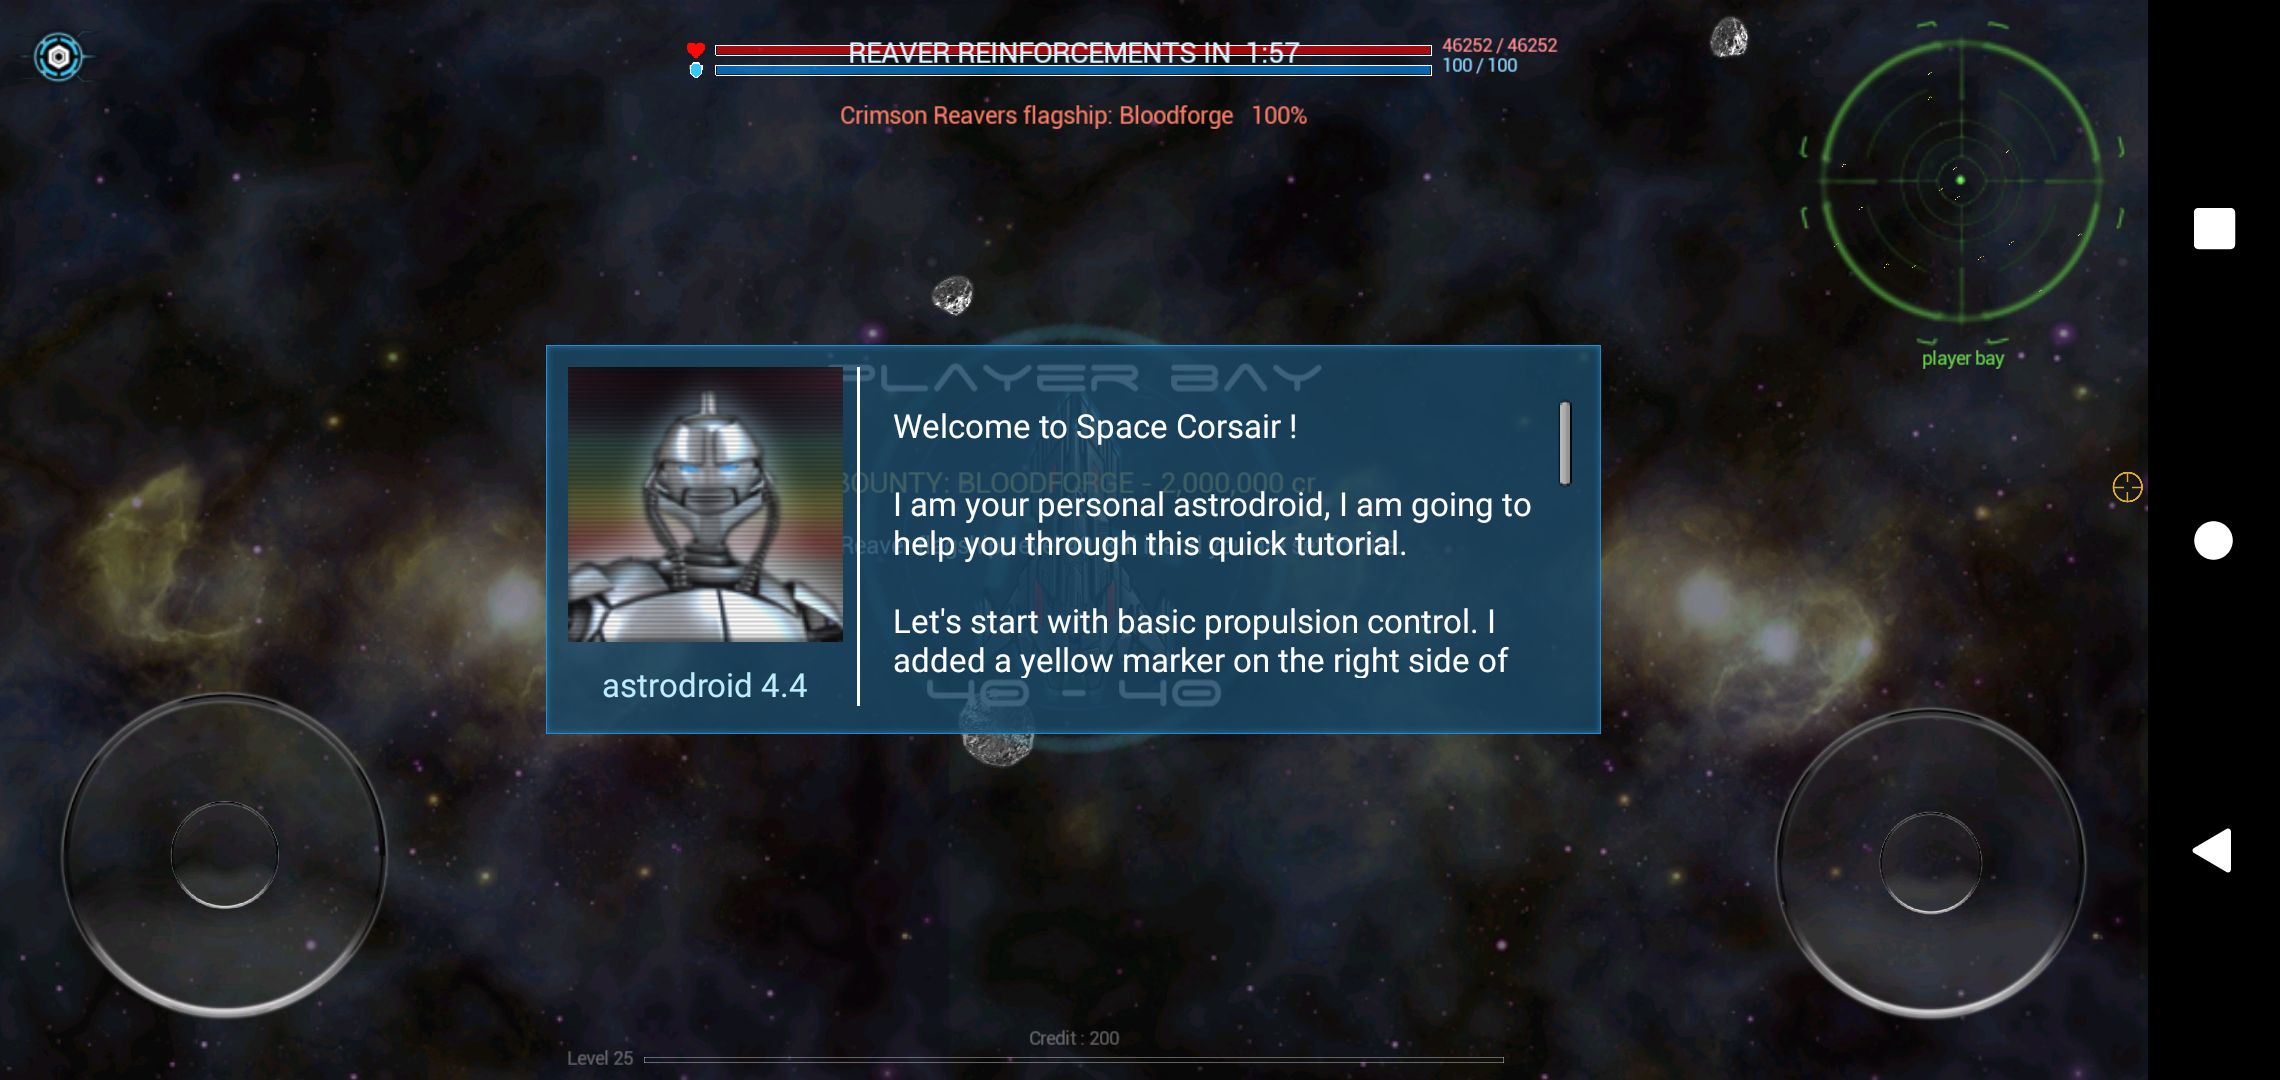 REAVER REINFORCEMENTS IN 1:57
46252 / 46252
100 / 100
Crimson Reavers flagship: Bloodforge 100%
player bay
PLAYER BAY
Welcome to Space Corsair !
BOUNTY: BLOODFORGE - 2,000,000 cr
I am your personal astrodroid, I am going to
help you through this quick tutorial.
Let's start with basic propulsion control. I
added a yellow marker on the right side of
astrodroid 4.4
40 - 40
Credit : 200
Level 25